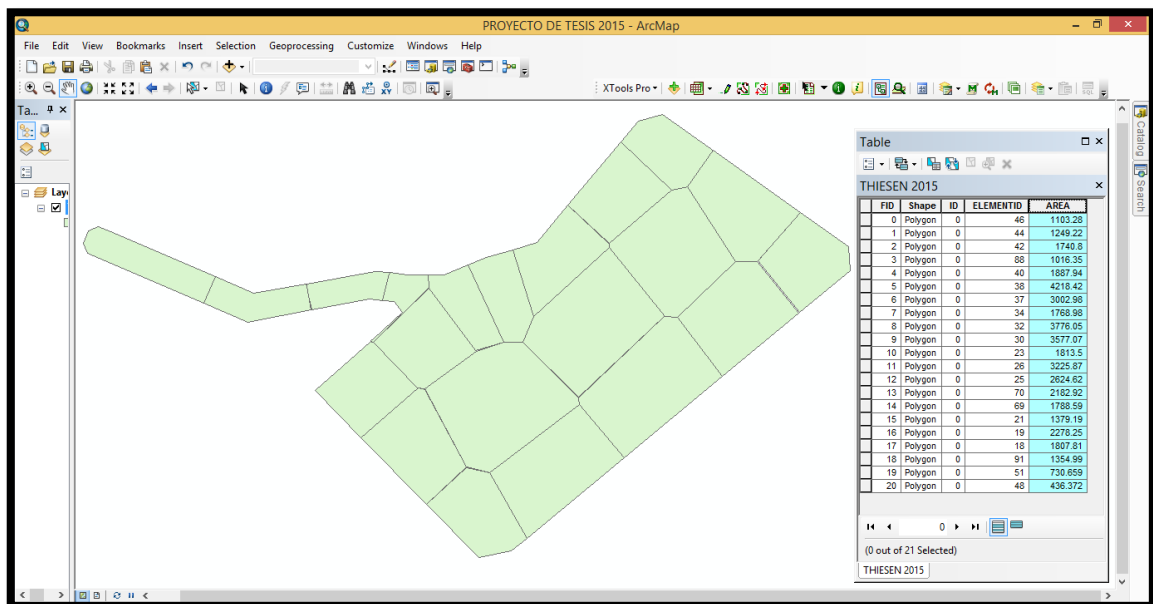 PROYECTO DE TESIS 2015 - ArcMap
File Edit View Bookmarks Insert Selection Geoprocessing Customize Windows Help
XTools Pro
Ta...
Lay
Table
THIESEN 2015
FID Shape ID ELEMENTID AREA
0 Polygon 0 46 1103.28
1 Polygon 0 44 1249.22
2 Polygon 0 42 1740.8
3 Polygon 0 88 1016.35
4 Polygon 0 40 1887.94
5 Polygon 0 38 4218.42
6 Polygon 0 37 3002.98
7 Polygon 0 34 1768.98
8 Polygon 0 32 3776.05
9 Polygon 0 30 3577.07
10 Polygon 0 23 1813.5
11 Polygon 0 26 3225.87
12 Polygon 0 25 2624.62
13 Polygon 0 70 2182.92
14 Polygon 0 69 1788.59
15 Polygon 0 21 1379.19
16 Polygon 0 19 2278.25
17 Polygon 0 18 1807.81
18 Polygon 0 91 1354.99
19 Polygon 0 51 730.659
20 Polygon 0 48 436.372
0
(0 out of 21 Selected)
THIESEN 2015
Catalog
Search